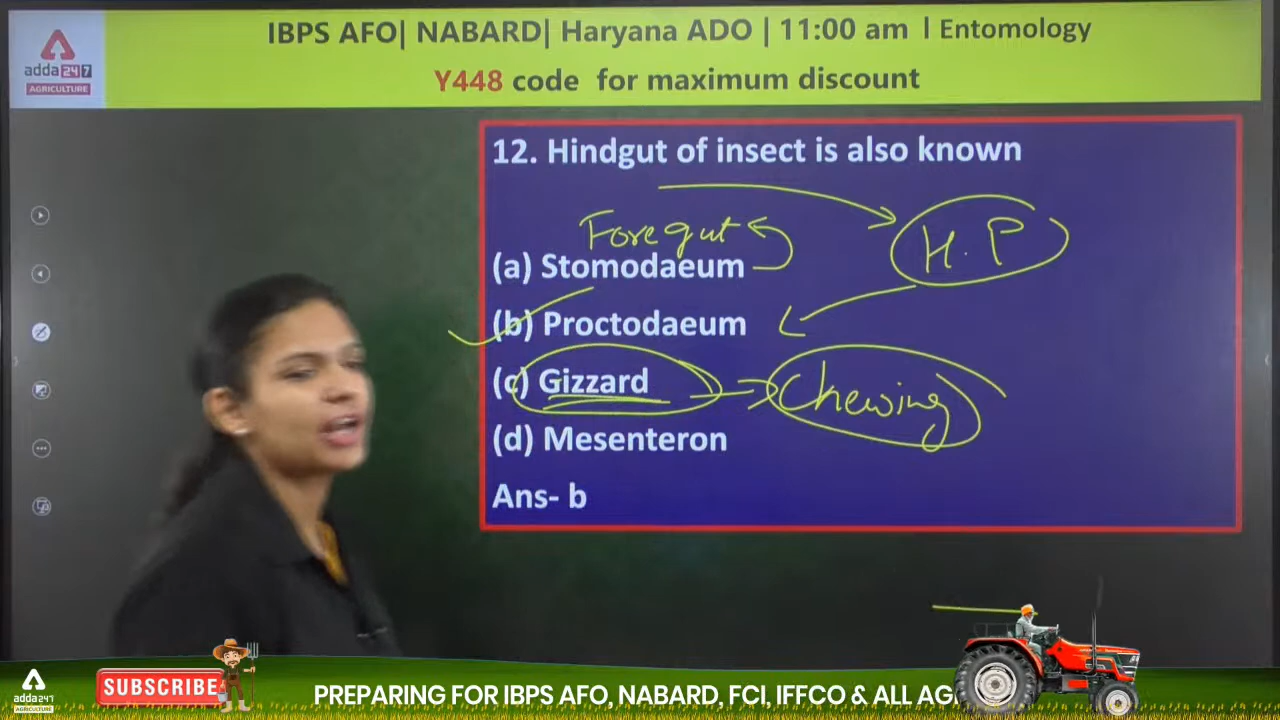 IBPS AFO| NABARD| Haryana ADO | 11:00 am | Entomology
adda247
AGRICULTURE
Y448 code for maximum discount
12. Hindgut of insect is also known
Foregut
H.P
(a) Stomodaeum
(b) Proctodaeum
(c) Gizzard
Chewing
(d) Mesenteron
Ans- b
adda247
AGRICULTURE
SUBSCRIBE
PREPARING FOR IBPS AFO, NABARD, FCI, IFFCO & ALL AG